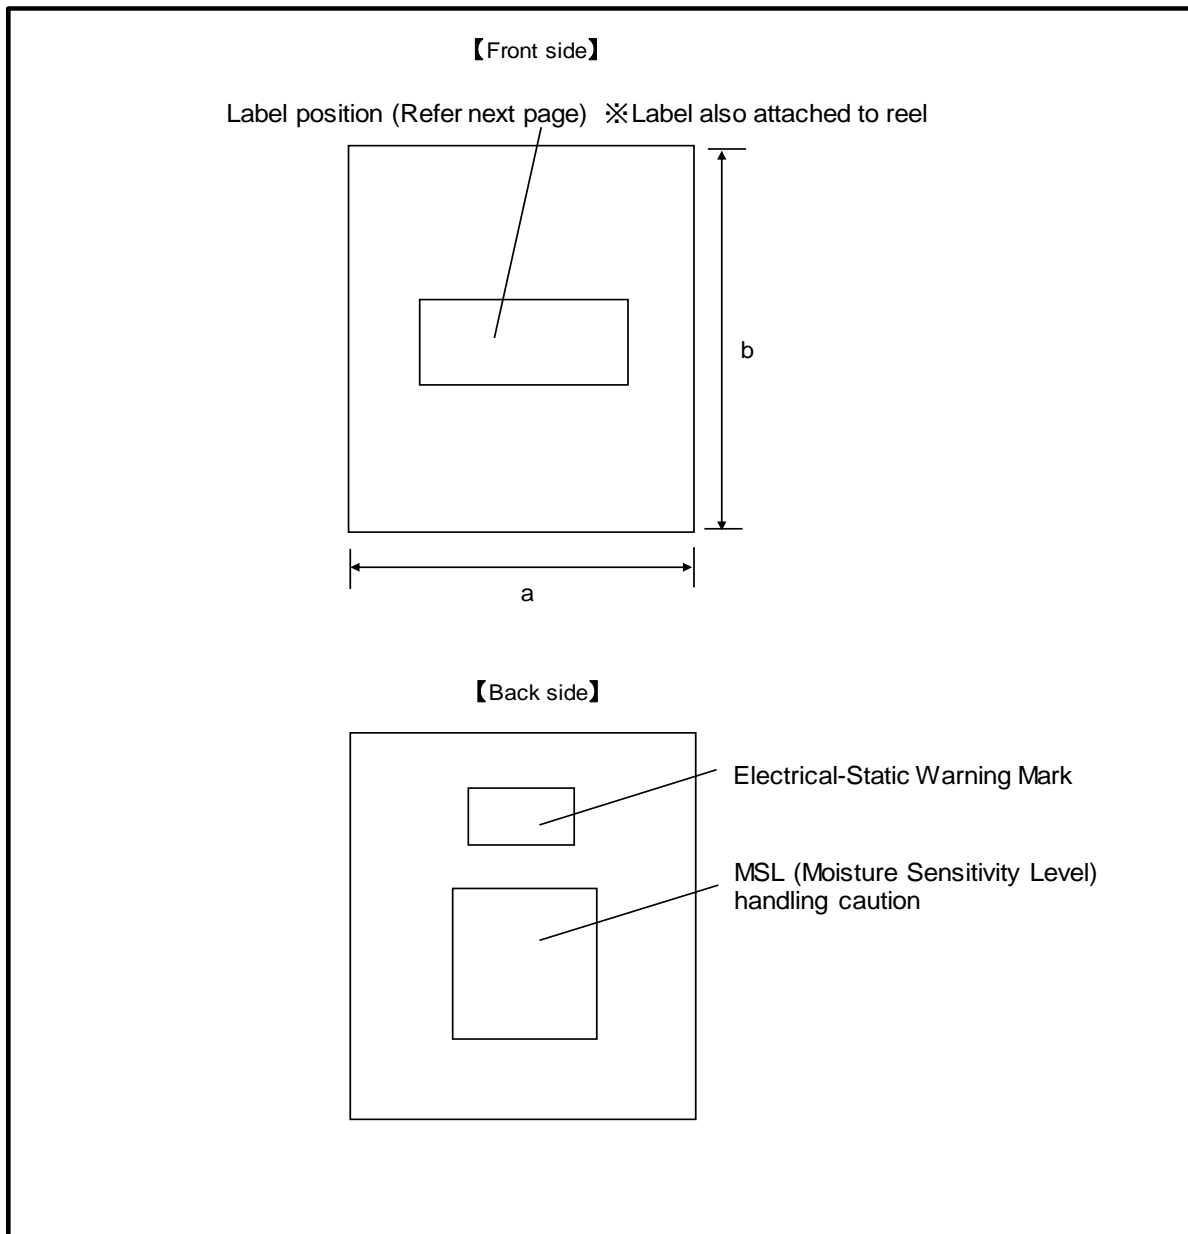 【Front side】
Label position (Refer next page) ※Label also attached to reel
b
a
【Back side】
Electrical-Static Warning Mark
MSL (Moisture Sensitivity Level)
handling caution